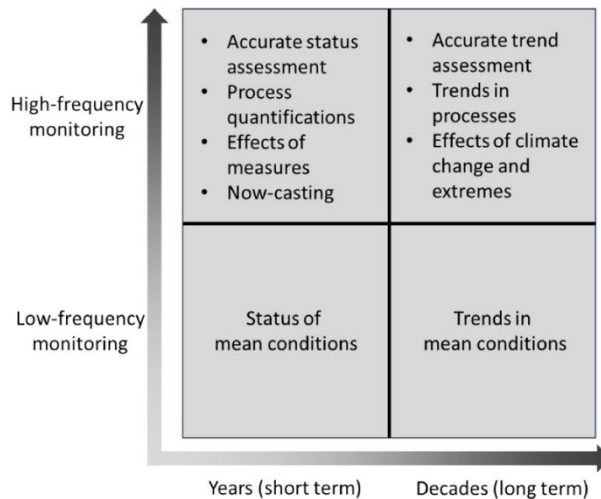 High-frequency
monitoring
• Accurate status
assessment
• Process
quantifications
• Effects of
measures
• Now-casting
• Accurate trend
assessment
• Trends in
processes
• Effects of climate
change and
extremes
Low-frequency
monitoring
Status of
mean conditions
Trends in
mean conditions
Years (short term)
Decades (long term)